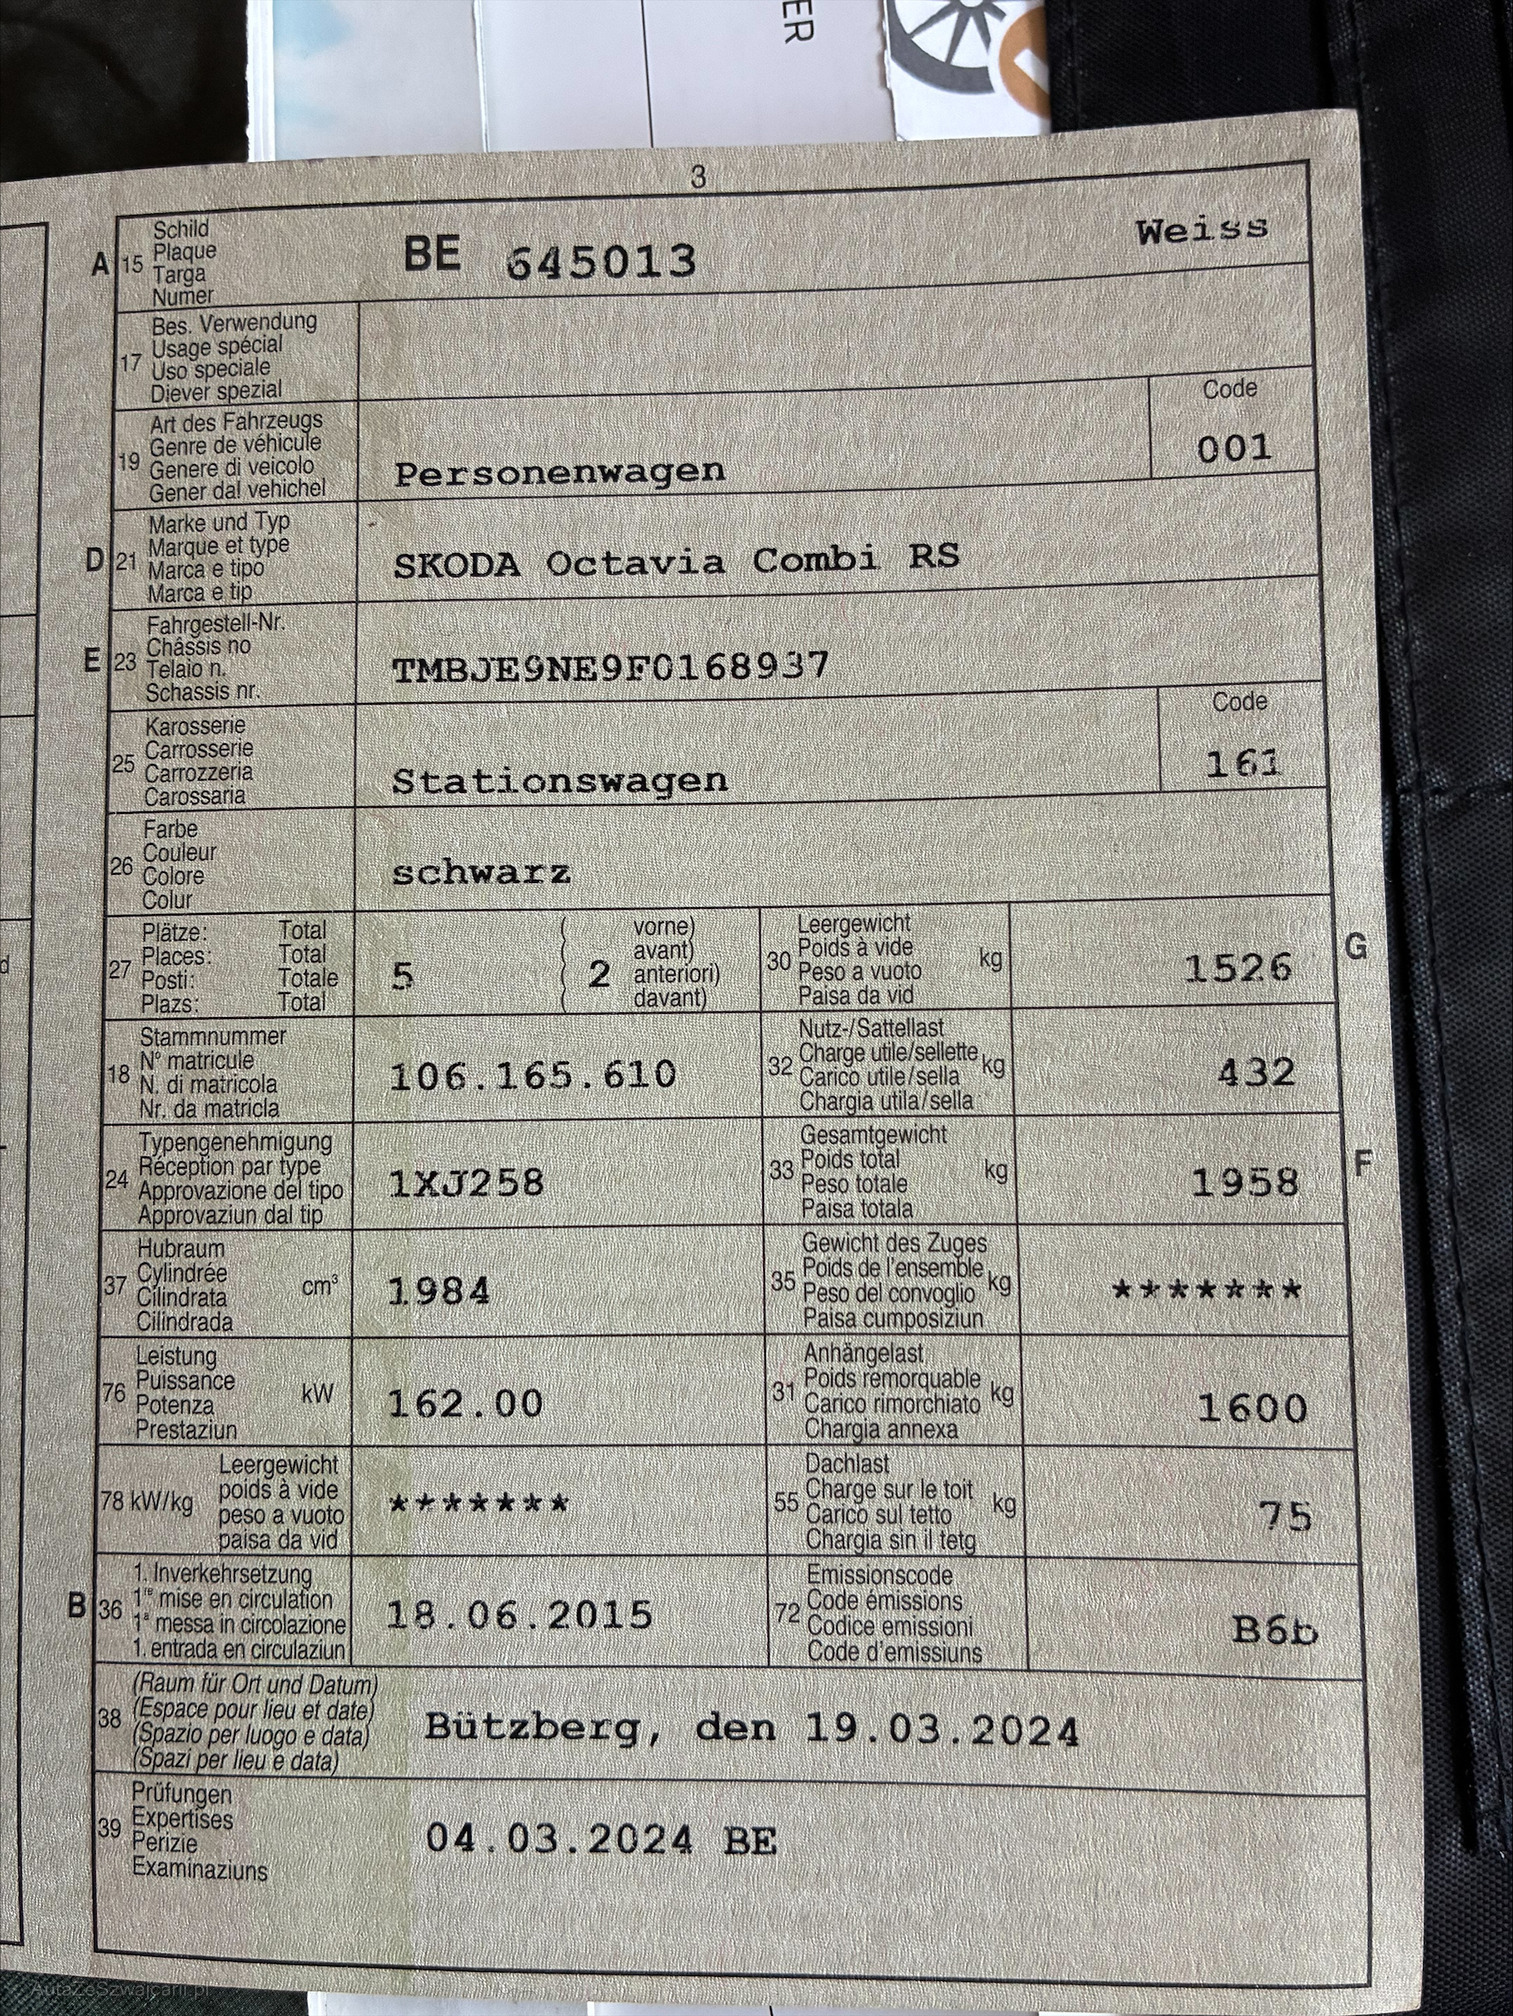 ER
3
A 15 Schild
Plaque
Targa
Numer
BE 645013
Weiss
17 Bes. Verwendung
Usage spécial
Uso speciale
Diever spezial
19 Art des Fahrzeugs
Genre de véhicule
Genere di veicolo
Gener dal vehichel
Personenwagen
Code
001
D 21 Marke und Typ
Marque et type
Marca e tipo
Marca e tip
SKODA Octavia Combi RS
E 23 Fahrgestell-Nr.
Châssis no
Telaio n.
Schassis nr.
TMBJE9NE9F0168937
25 Karosserie
Carrosserie
Carrozzeria
Carossaria
Stationswagen
Code
161
26 Farbe
Couleur
Colore
Colur
schwarz
27 Plätze: Total
Places: Total
Posti: Totale
Plazs: Total
5
( 2 vorne)
avant)
anteriori)
davant)
30 Leergewicht
Poids à vide
Peso a vuoto
Paisa da vid
kg
1526
G
18 Stammnummer
N° matricule
N. di matricola
Nr. da matricla
106.165.610
32 Nutz-/Sattellast
Charge utile/sellette
Carico utile/sella
Chargia utila/sella
kg
432
24 Typengenehmigung
Réception par type
Approvazione del tipo
Approvaziun dal tip
1XJ258
33 Gesamtgewicht
Poids total
Peso totale
Paisa totala
kg
1958
F
37 Hubraum
Cylindrée
Cilindrata
Cilindrada
cm³
1984
35 Gewicht des Zuges
Poids de l'ensemble
Peso del convoglio
Paisa cumposiziun
kg
*******
76 Leistung
Puissance
Potenza
Prestaziun
kW
162.00
31 Anhängelast
Poids remorquable
Carico rimorchiato
Chargia annexa
kg
1600
78 kW/kg
Leergewicht
poids à vide
peso a vuoto
paisa da vid
*******
55 Dachlast
Charge sur le toit
Carico sul tetto
Chargia sin il tetg
kg
75
B 36 1. Inverkehrsetzung
1re mise en circulation
1a messa in circolazione
1. entrada en circulaziun
18.06.2015
72 Emissionscode
Code émissions
Codice emissioni
Code d'emissiuns
B6b
38 (Raum für Ort und Datum)
(Espace pour lieu et date)
(Spazio per luogo e data)
(Spazi per lieu e data)
Bützberg, den 19.03.2024
39 Prüfungen
Expertises
Perizie
Examinaziuns
04.03.2024 BE
AutaZeSzwajcarii.pl